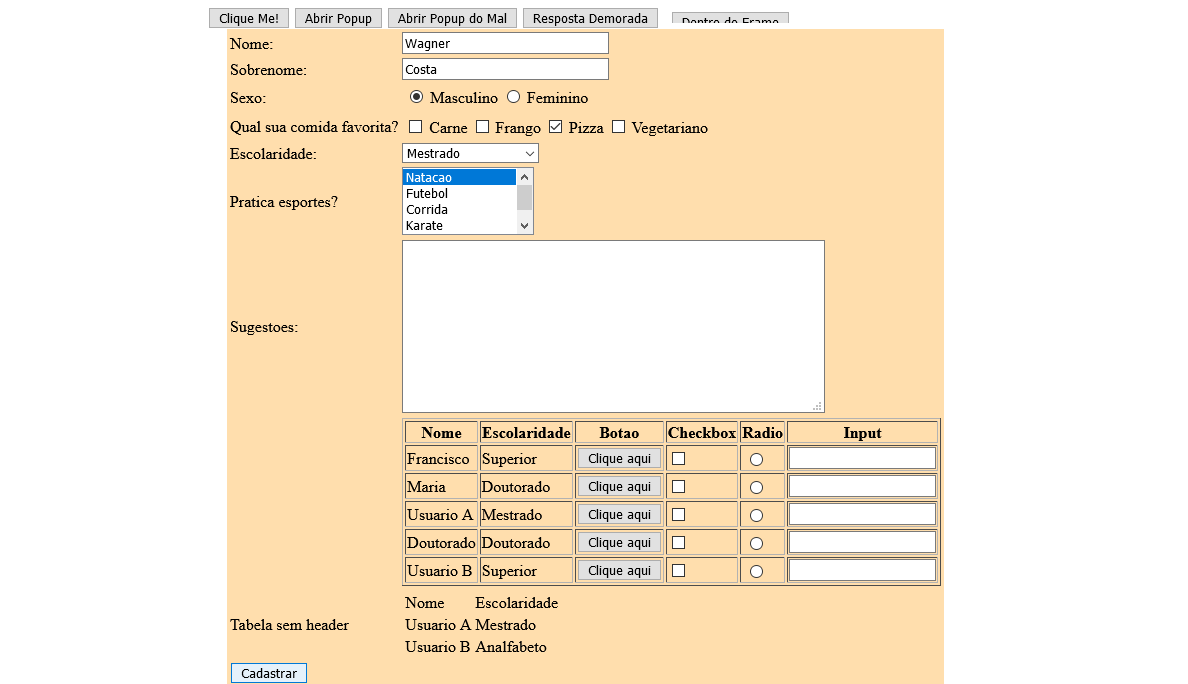 Clique Me! Abrir Popup Abrir Popup do Mal Resposta Demorada Dentro do Frame
Nome: Wagner
Sobrenome: Costa
Sexo: Masculino Feminino
Qual sua comida favorita? Carne Frango Pizza Vegetariano
Escolaridade: Mestrado
Pratica esportes? Natacao
Futebol
Corrida
Karate
Sugestoes:
Nome Escolaridade Botao Checkbox Radio Input
Francisco Superior Clique aqui
Maria Doutorado Clique aqui
Usuario A Mestrado Clique aqui
Doutorado Doutorado Clique aqui
Usuario B Superior Clique aqui
Tabela sem header
Nome Escolaridade
Usuario A Mestrado
Usuario B Analfabeto
Cadastrar